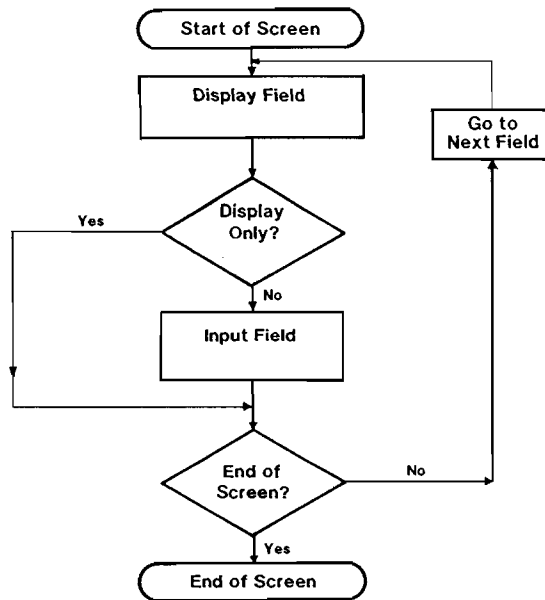 Start of Screen
Display Field
Go to
Next Field
Display
Only?
Yes
No
Input Field
End of
Screen?
No
Yes
End of Screen